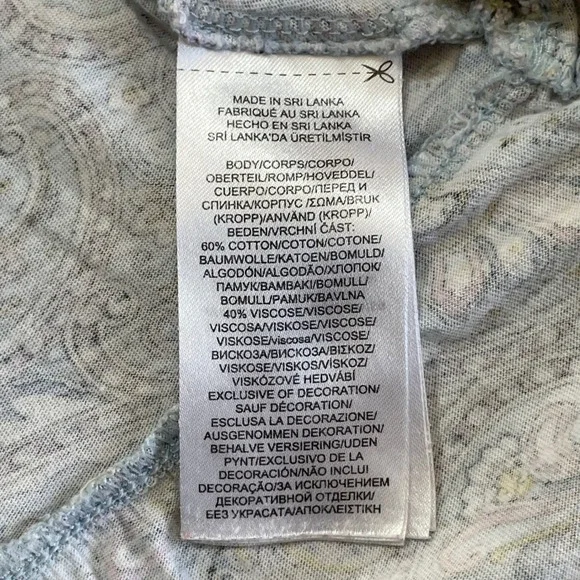 MADE IN SRI LANKA
FABRIQUÉ AU SRI LANKA
HECHO EN SRI LANKA
SRİ LANKA'DA ÜRETİLMİŞTİR
BODY/CORPS/CORPO/
OBERTEIL/ROMP/HOVEDDEL/
CUERPO/CORPO/ПЕРЕД И
СПИНКА/КОРПУС /ΣΩΜΑ/BRUK
(KROPP)/ANVÄND (KROPP)/
BEDEN/VRCHNÍ ČÁST:
60% COTTON/COTON/COTONE/
BAUMWOLLE/KATOEN/BOMULD/
ALGODÓN/ALGODÃO/ХЛОПОК/
ПАМУК/ΒΑΜΒΑΚΙ/BOMULL/
BOMULL/PAMUK/BAVLNA
40% VISCOSE/VISCOSE/
VISCOSA/VISKOSE/VISCOSE/
VISKOSE/viscosa/VISCOSE/
ВИСКОЗА/ВИСКОЗА/ΒΙΣΚΟΖ/
VISKOSE/VISKOS/VİSKOZ/
VISKÓZOVÉ HEDVÁBÍ
EXCLUSIVE OF DECORATION/
SAUF DÉCORATION/
ESCLUSA LA DECORAZIONE/
AUSGENOMMEN DEKORATION/
BEHALVE VERSIERING/UDEN
PYNT/EXCLUSIVO DE LA
DECORACIÓN/NÃO INCLUI
DECORAÇÃO/ЗА ИСКЛЮЧЕНИЕМ
ДЕКОРАТИВНОЙ ОТДЕЛКИ/
БЕЗ УКРАСАТА/ΑΠΟΚΛΕΙΣΤΙΚΗ